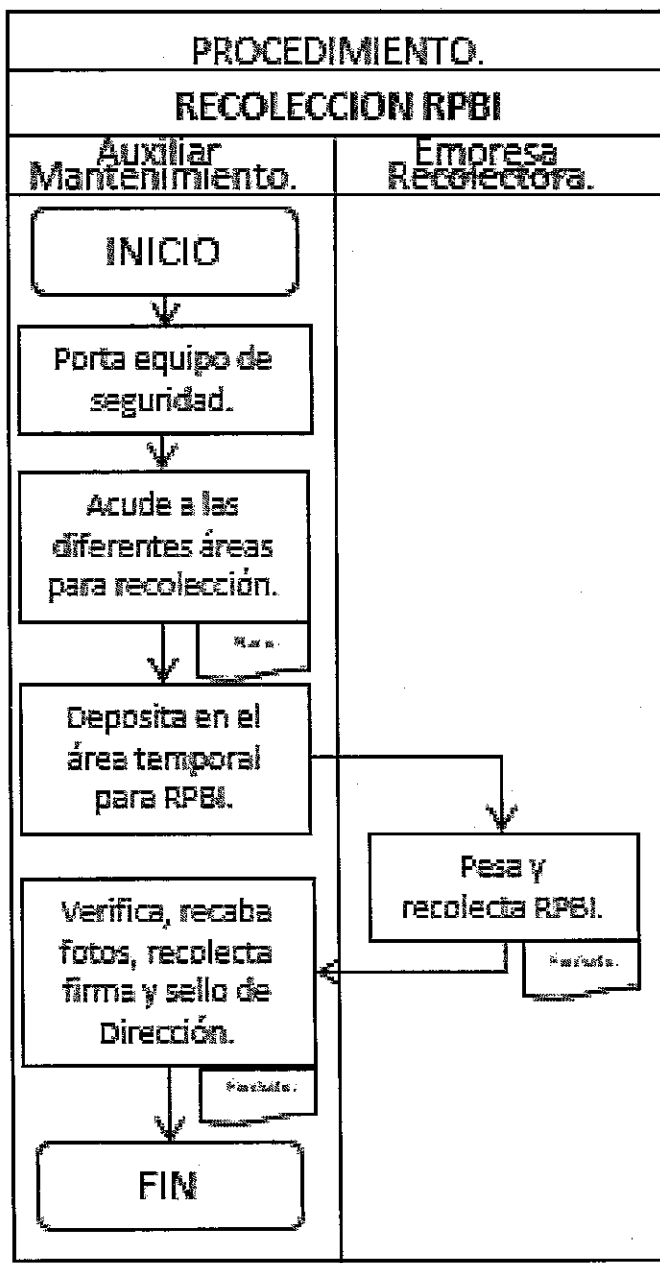 PROCEDIMIENTO.
RECOLECCION RPBI
Auxiliar
Mantenimiento.
Empresa
Recolectora.
INICIO
Porta equipo de
seguridad.
Acude a las
diferentes áreas
para recolección.
Deposita en el
área temporal
para RPBI.
Pesa y
recolecta RPBI.
Verifica, recaba
fotos, recolecta
firma y sello de
Dirección.
FIN